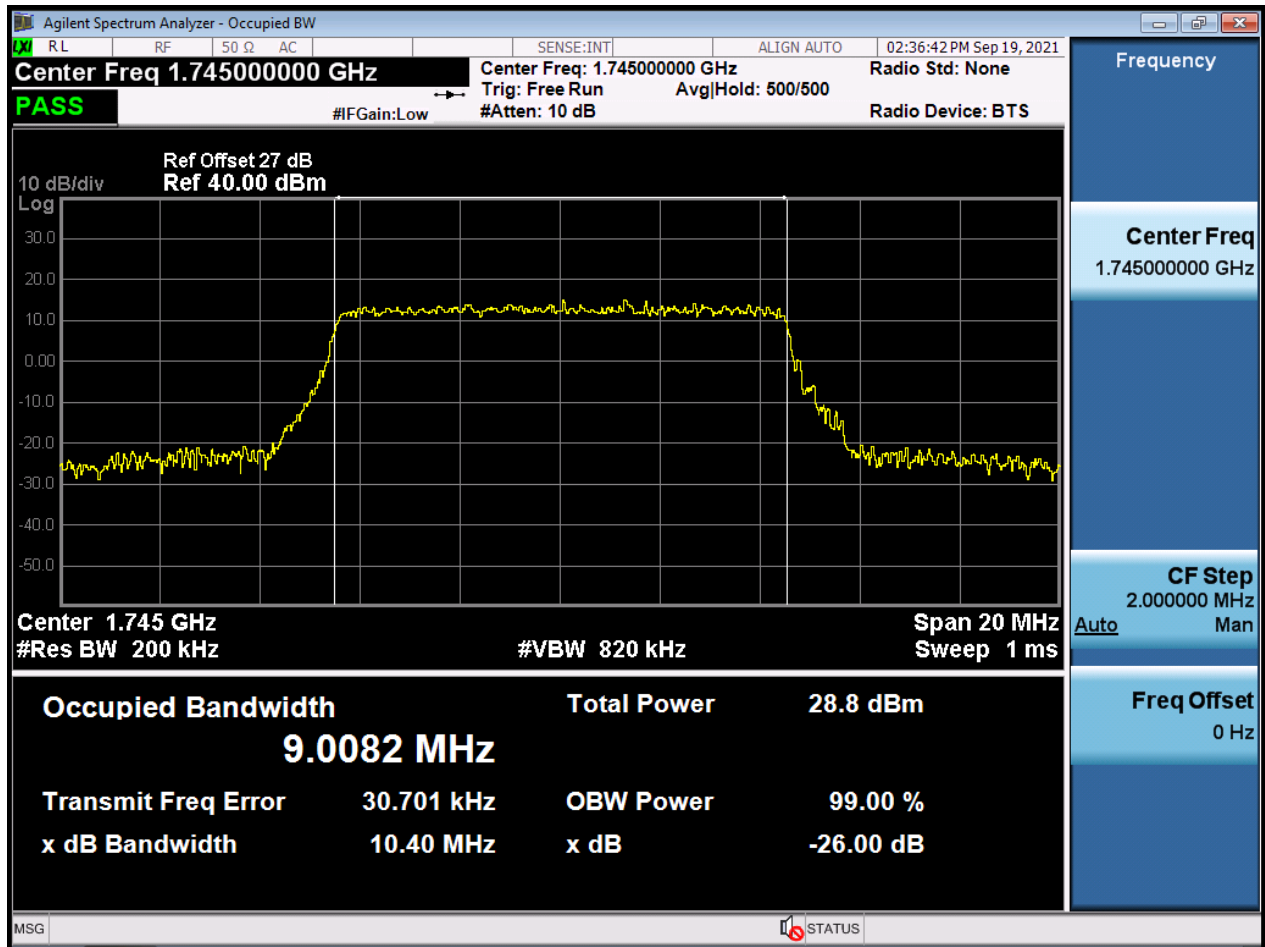 Agilent Spectrum Analyzer - Occupied BW
LXI RL RF 50 Ω AC SENSE:INT ALIGN AUTO 02:36:42 PM Sep 19, 2021
Center Freq 1.745000000 GHz
Center Freq: 1.745000000 GHz Radio Std: None
Trig: Free Run Avg|Hold: 500/500
PASS
#IFGain:Low #Atten: 10 dB Radio Device: BTS
Ref Offset 27 dB
10 dB/div Ref 40.00 dBm
Log
30.0
20.0
10.0
0.00
-10.0
-20.0
-30.0
-40.0
-50.0
Center 1.745 GHz Span 20 MHz
#Res BW 200 kHz #VBW 820 kHz Sweep 1 ms
Occupied Bandwidth Total Power 28.8 dBm
9.0082 MHz
Transmit Freq Error 30.701 kHz OBW Power 99.00 %
x dB Bandwidth 10.40 MHz x dB -26.00 dB
Frequency
Center Freq
1.745000000 GHz
CF Step
2.000000 MHz
Auto Man
Freq Offset
0 Hz
MSG STATUS